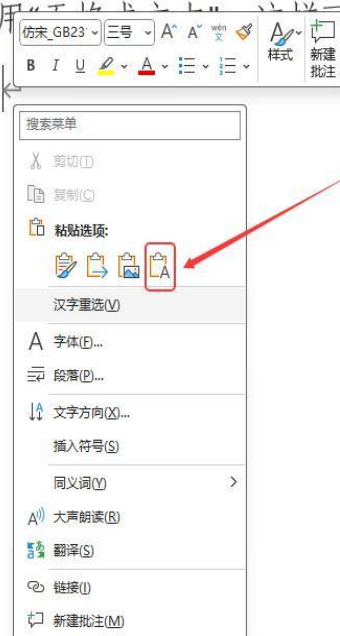 仿宋_GB23
三号
A A wén 文
样式
新建
批注
B I U A
搜索菜单
剪切(T)
复制(C)
粘贴选项:
A
汉字重选(V)
A 字体(F)...
段落(P)...
文字方向(X)...
插入符号(S)
同义词(Y)
大声朗读(R)
翻译(S)
链接(I)
新建批注(M)